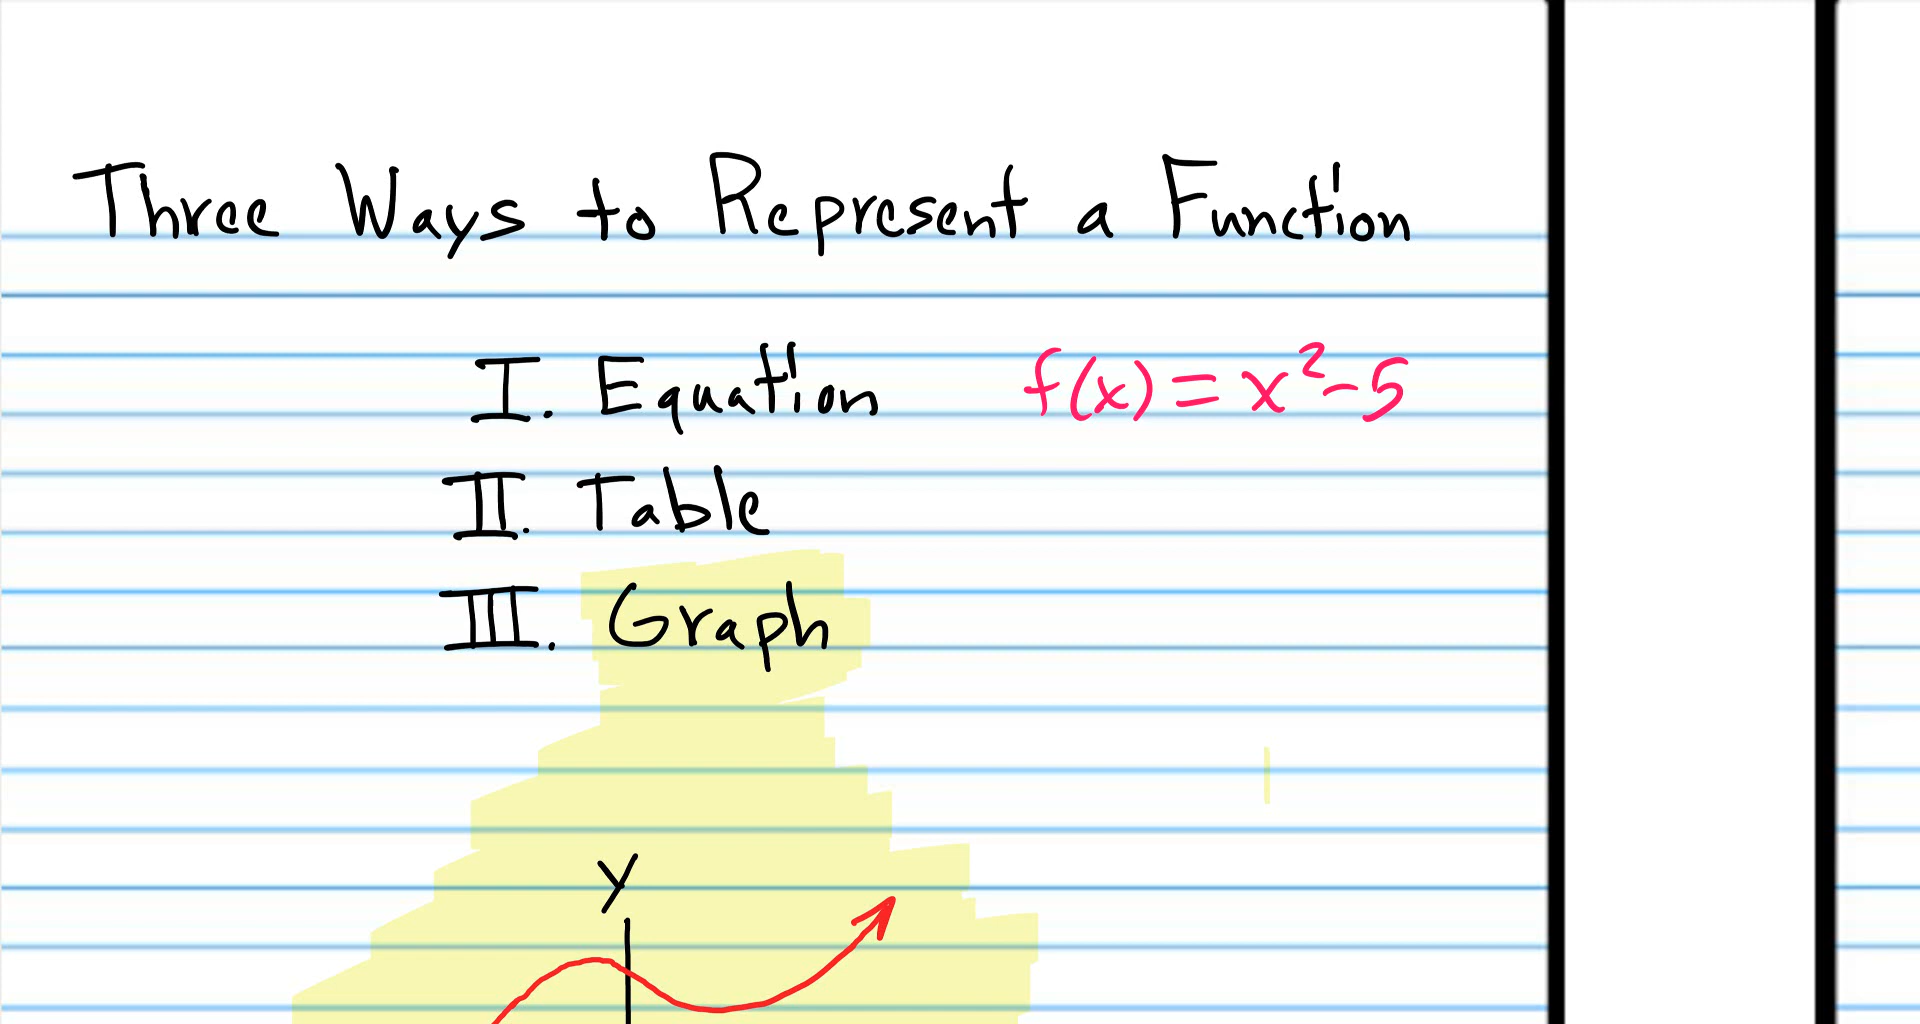 Three Ways to Represent a Function
I. Equation f(x) = x²-5
II. Table
III. Graph
y